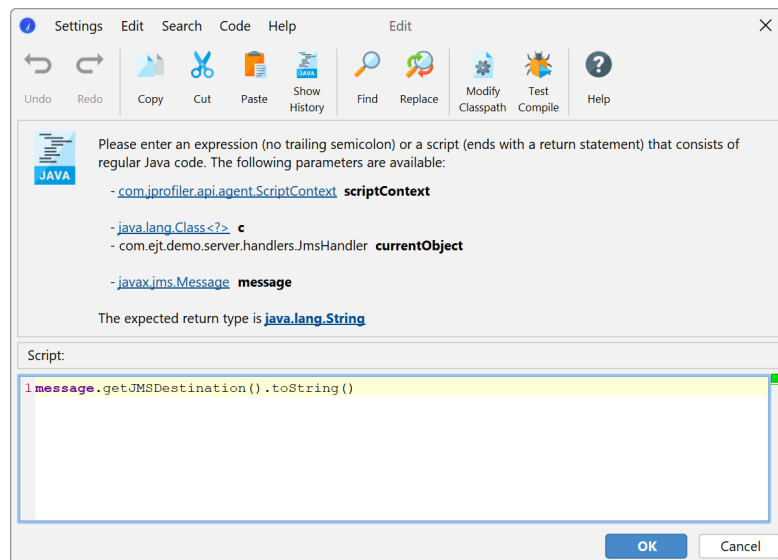 Settings Edit Search Code Help Edit
Undo Redo Copy Cut Paste Show History Find Replace Modify Classpath Test Compile Help
JAVA
Please enter an expression (no trailing semicolon) or a script (ends with a return statement) that consists of
regular Java code. The following parameters are available:
JAVA
- com.jprofiler.api.agent.ScriptContext scriptContext
- java.lang.Class<?> c
- com.ejt.demo.server.handlers.JmsHandler currentObject
- javax.jms.Message message
The expected return type is java.lang.String
Script:
1 message.getJMSDestination().toString()
OK Cancel